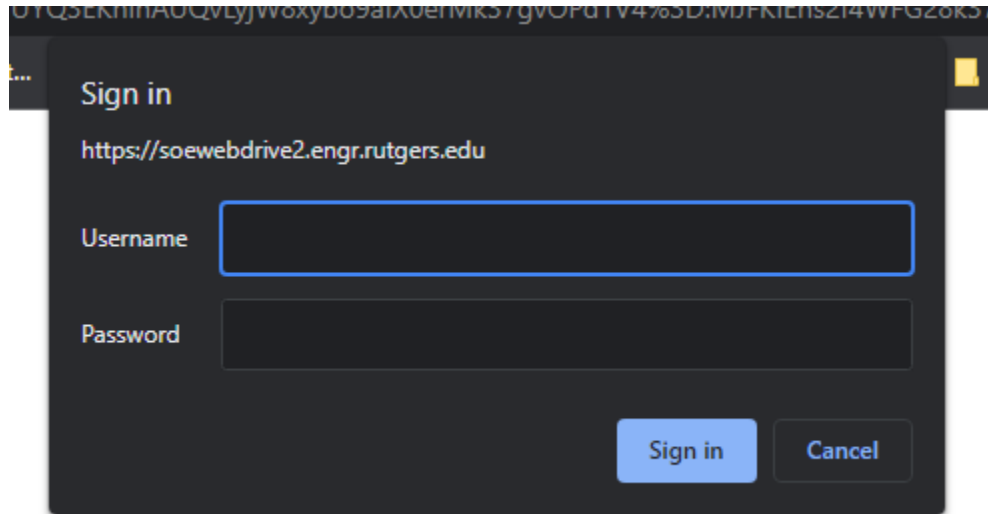 Sign in
https://soewebdrive2.engr.rutgers.edu
Username
Password
Sign in
Cancel